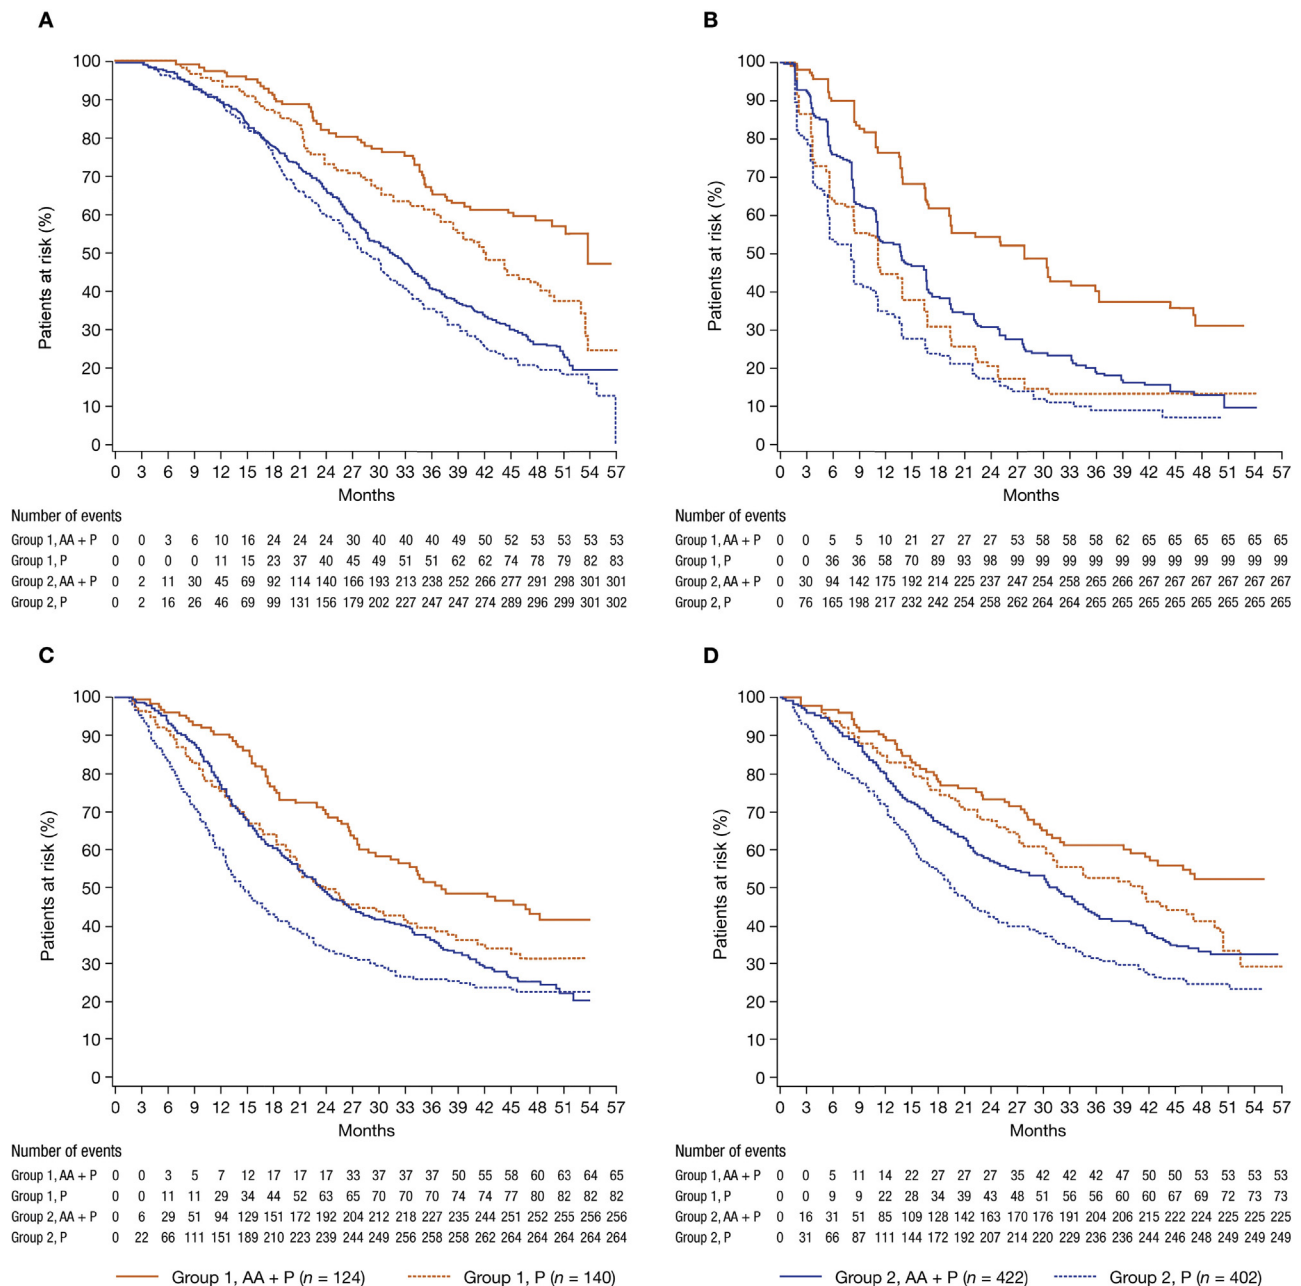 A
Patients at risk (%)
100
90
80
70
60
50
40
30
20
10
0
0 3 6 9 12 15 18 21 24 27 30 33 36 39 42 45 48 51 54 57
Months
Number of events
Group 1, AA + P 0 0 3 6 10 16 24 24 24 30 40 40 40 49 50 52 53 53 53 53
Group 1, P 0 0 0 0 11 15 23 37 40 45 49 51 51 62 62 74 78 79 82 83
Group 2, AA + P 0 2 11 30 45 69 92 114 140 166 193 213 238 252 266 277 291 298 301 301
Group 2, P 0 2 16 26 46 69 99 131 156 179 202 227 247 247 274 289 296 299 301 302
B
Patients at risk (%)
100
90
80
70
60
50
40
30
20
10
0
0 3 6 9 12 15 18 21 24 27 30 33 36 39 42 45 48 51 54 57
Months
Number of events
Group 1, AA + P 0 0 5 5 10 21 27 27 27 53 58 58 58 62 65 65 65 65 65 65
Group 1, P 0 0 36 36 58 70 89 93 98 99 99 99 99 99 99 99 99 99 99 99
Group 2, AA + P 0 30 94 142 175 192 214 225 237 247 254 258 265 266 267 267 267 267 267 267
Group 2, P 0 76 165 198 217 232 242 254 258 262 264 264 265 265 265 265 265 265 265 265
C
Patients at risk (%)
100
90
80
70
60
50
40
30
20
10
0
0 3 6 9 12 15 18 21 24 27 30 33 36 39 42 45 48 51 54 57
Months
Number of events
Group 1, AA + P 0 0 3 5 7 12 17 17 17 33 37 37 37 50 55 58 60 63 64 65
Group 1, P 0 0 11 11 29 34 44 52 63 65 70 70 70 74 74 77 80 82 82 82
Group 2, AA + P 0 6 29 51 94 129 151 172 192 204 212 218 227 235 244 251 252 255 256 256
Group 2, P 0 22 66 111 151 189 210 223 239 244 249 256 258 258 262 264 264 264 264 264
D
Patients at risk (%)
100
90
80
70
60
50
40
30
20
10
0
0 3 6 9 12 15 18 21 24 27 30 33 36 39 42 45 48 51 54 57
Months
Number of events
Group 1, AA + P 0 0 5 11 14 22 27 27 27 35 42 42 42 47 50 50 53 53 53 53
Group 1, P 0 0 9 9 22 28 34 39 43 48 51 56 56 60 60 67 69 72 73 73
Group 2, AA + P 0 16 31 51 85 109 128 142 163 170 176 191 204 206 215 222 224 225 225 225
Group 2, P 0 31 66 87 111 144 172 192 207 214 220 229 236 236 244 246 248 249 249 249
Group 1, AA + P (n = 124) Group 1, P (n = 140) Group 2, AA + P (n = 422) Group 2, P (n = 402)